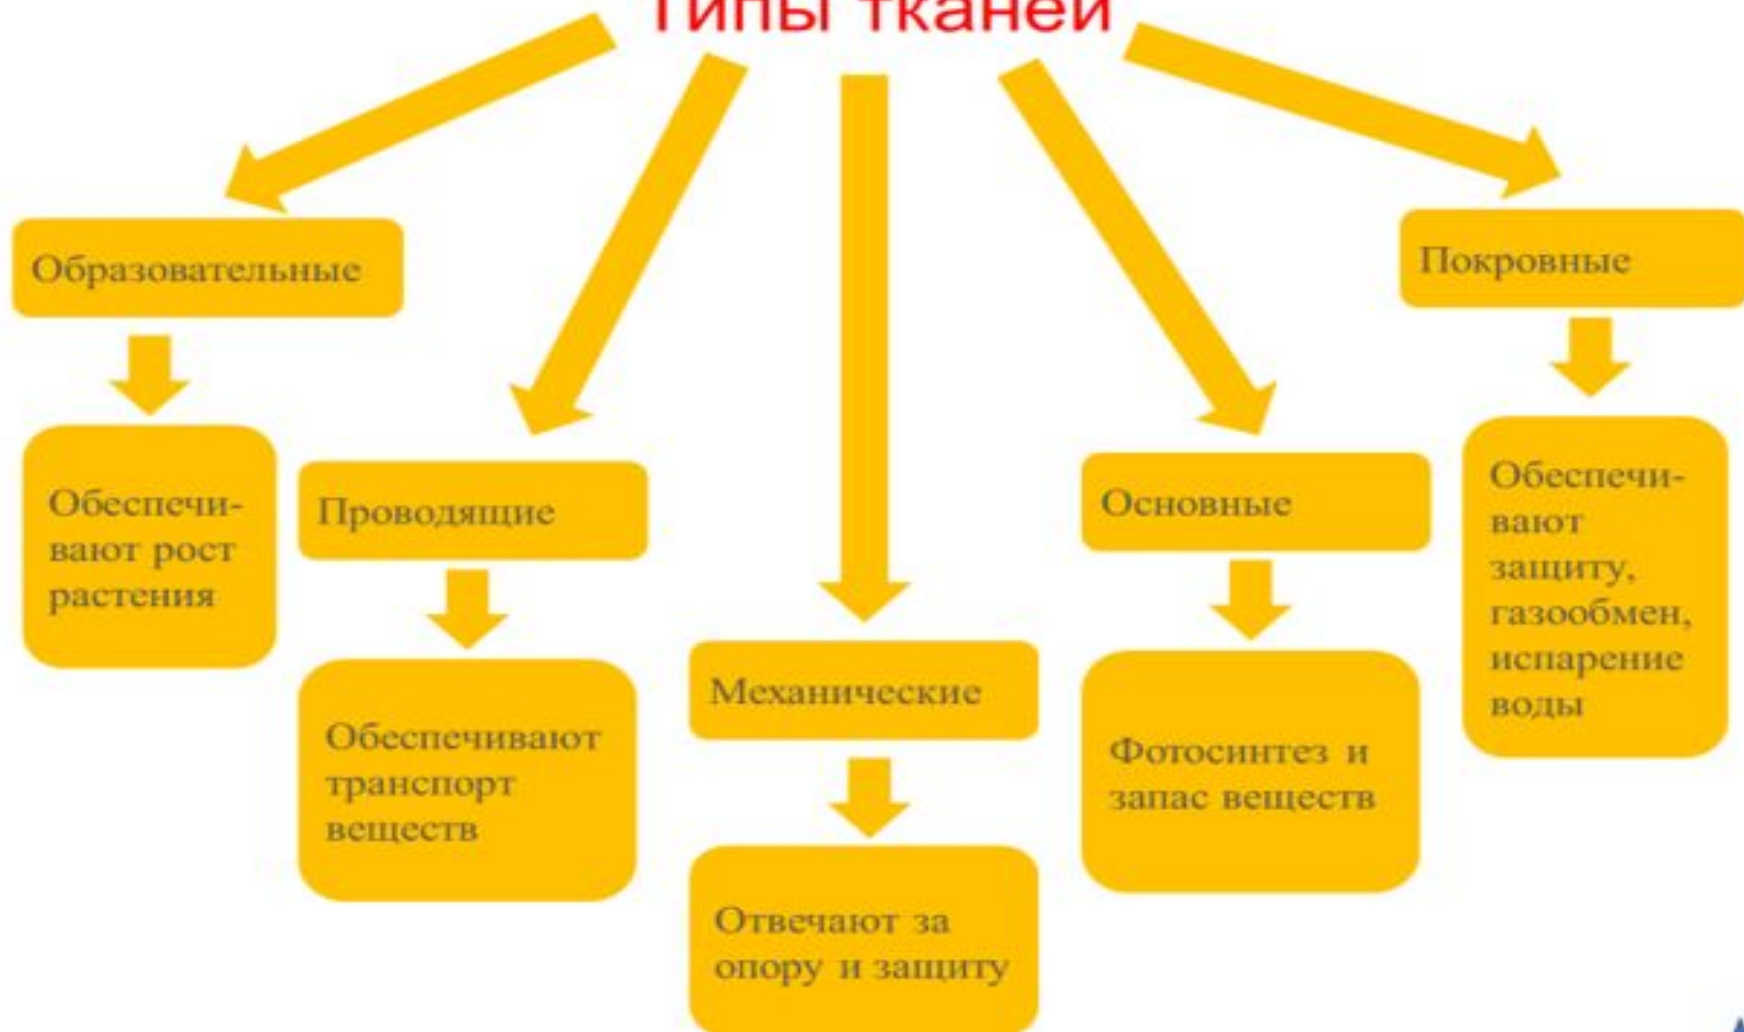 Типы тканей
Образовательные
Обеспечи-
вают рост
растения
Проводящие
Обеспечивают
транспорт
веществ
Механические
Отвечают за
опору и защиту
Основные
Фотосинтез и
запас веществ
Покровные
Обеспечи-
вают
защиту,
газообмен,
испарение
воды